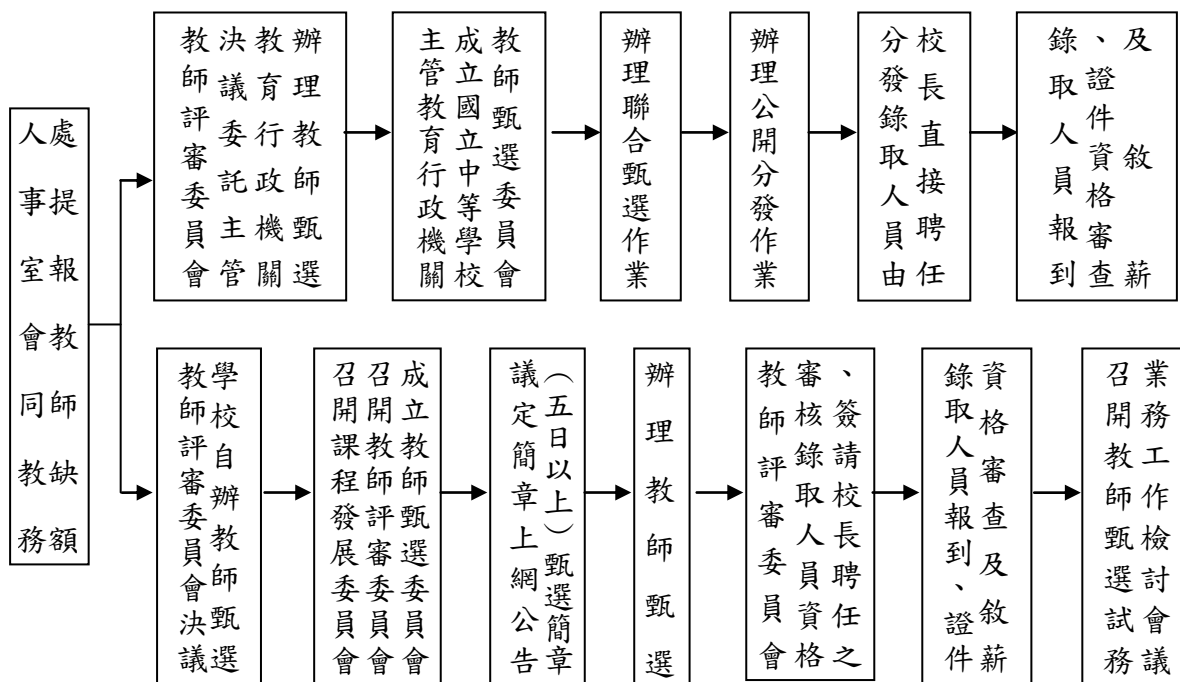 人事室會同教務
處提報教師缺額
教師評審委員會
決議委託主管
教育行政機關
辦理教師甄選
主管教育行政機關
成立國立中等學校
教師甄選委員會
辦理聯合甄選作業
辦理公開分發作業
分發錄取人員由
校長直接聘任
錄取人員報到
、證件資格審查
及敘薪
教師評審委員會決議
學校自辦教師甄選
召開課程發展委員會
召開教師評審委員會
成立教師甄選委員會
議定簡章上網公告
（五日以上）甄選簡章
辦理教師甄選
教師評審委員會
審核錄取人員資格
、簽請校長聘任之
錄取人員報到、證件
資格審查及敘薪
召開教師甄選試務
業務工作檢討會議